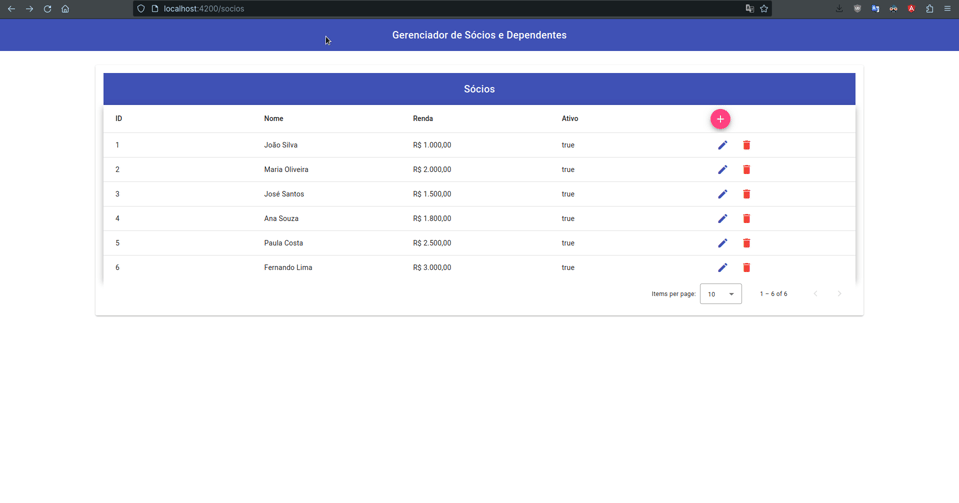 localhost:4200/socios
Gerenciador de Sócios e Dependentes
Sócios
ID Nome Renda Ativo
1 João Silva R$ 1.000,00 true
2 Maria Oliveira R$ 2.000,00 true
3 José Santos R$ 1.500,00 true
4 Ana Souza R$ 1.800,00 true
5 Paula Costa R$ 2.500,00 true
6 Fernando Lima R$ 3.000,00 true
Items per page: 10 1 – 6 of 6